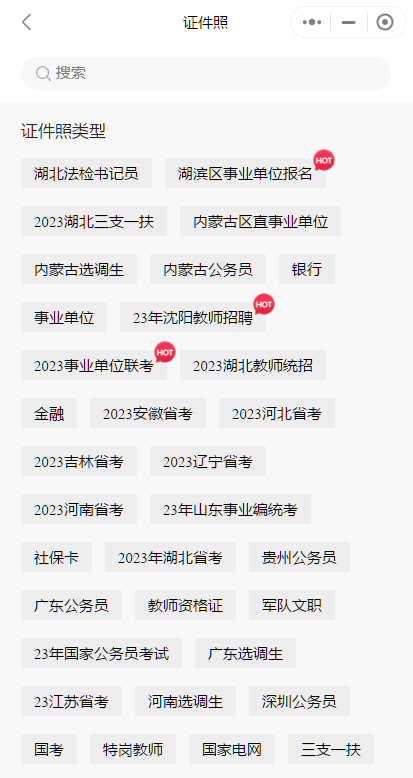 证件照
搜索
证件照类型
湖北法检书记员 湖滨区事业单位报名 HOT
2023湖北三支一扶 内蒙古区直事业单位
内蒙古选调生 内蒙古公务员 银行
事业单位 23年沈阳教师招聘 HOT
2023事业单位联考 HOT 2023湖北教师统招
金融 2023安徽省考 2023河北省考
2023吉林省考 2023辽宁省考
2023河南省考 23年山东事业编统考
社保卡 2023年湖北省考 贵州公务员
广东公务员 教师资格证 军队文职
23年国家公务员考试 广东选调生
23江苏省考 河南选调生 深圳公务员
国考 特岗教师 国家电网 三支一扶